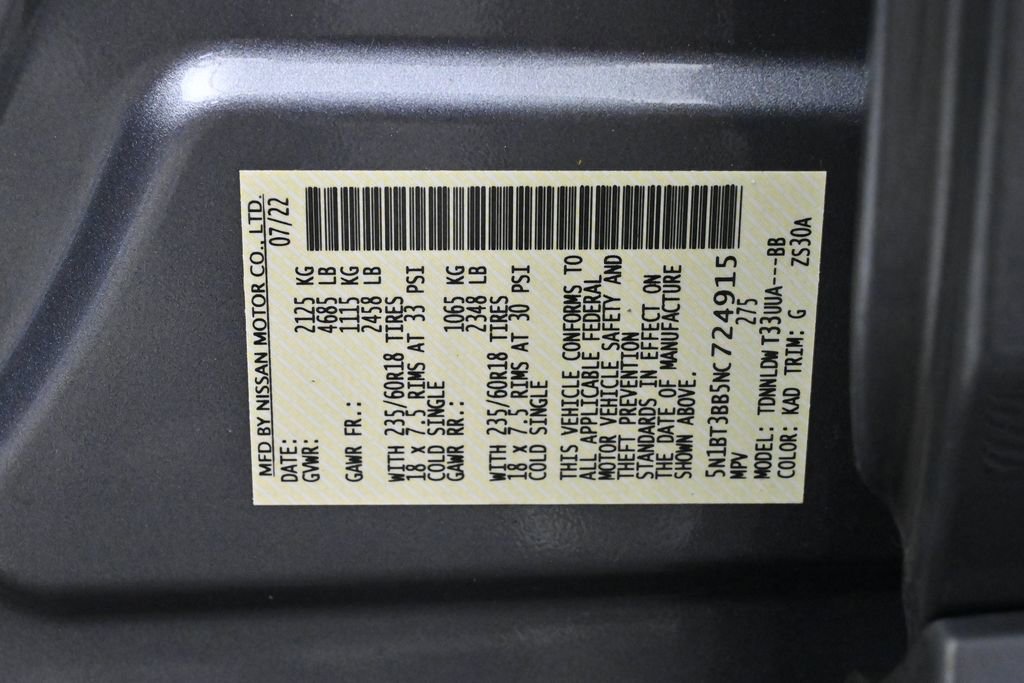 MFD BY NISSAN MOTOR CO., LTD.
DATE: 07/22
GVWR: 2125 KG
4685 LB
GAWR FR.: 1115 KG
2458 LB
WITH 235/60R18 TIRES
18 X 7.5 RIMS AT 33 PSI
COLD SINGLE
GAWR RR.: 1065 KG
2348 LB
WITH 235/60R18 TIRES
18 X 7.5 RIMS AT 30 PSI
COLD SINGLE
THIS VEHICLE CONFORMS TO
ALL APPLICABLE FEDERAL
MOTOR VEHICLE SAFETY AND
THEFT PREVENTION
STANDARDS IN EFFECT ON
THE DATE OF MANUFACTURE
SHOWN ABOVE.
5N1BT3BB5NC724915
MPV 275
MODEL: TDNNLDW T33UUA---BB
COLOR: KAD TRIM: G ZS30A